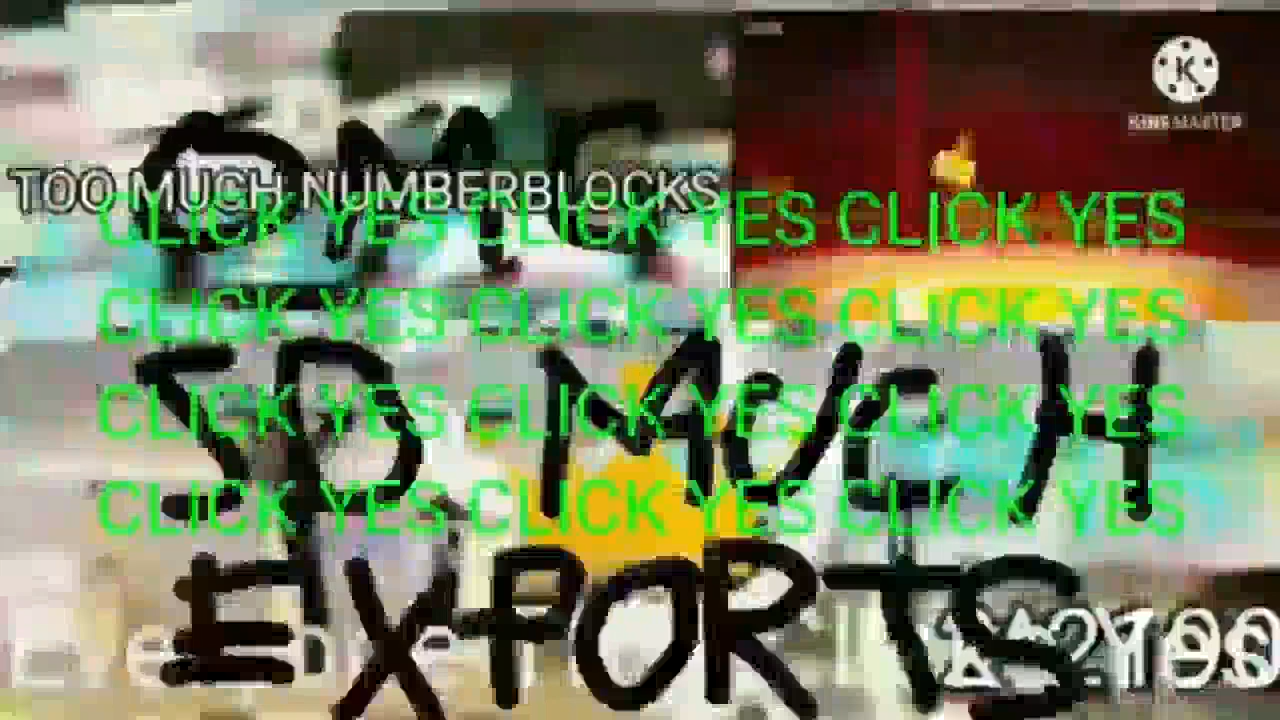 KINEMASTER
OMG
TOO MUCH NUMBERBLOCKS
CLICK YES CLICK YES CLICK YES
CLICK YES CLICK YES CLICK YES
SO MUCH
CLICK YES CLICK YES CLICK YES
CLICK YES CLICK YES CLICK YES
EXPORTS